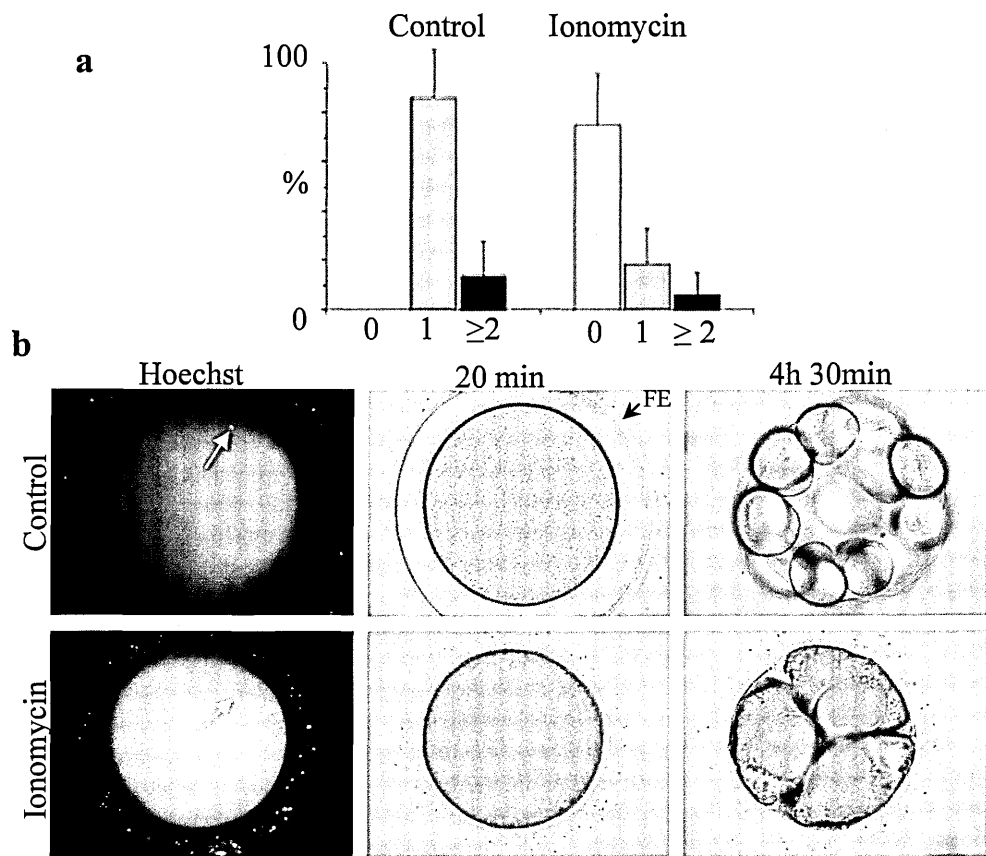 Control Ionomycin
a
100
%
0
0 1 ≥2 0 1 ≥ 2
b
Hoechst 20 min 4h 30min
FE
Control
Ionomycin